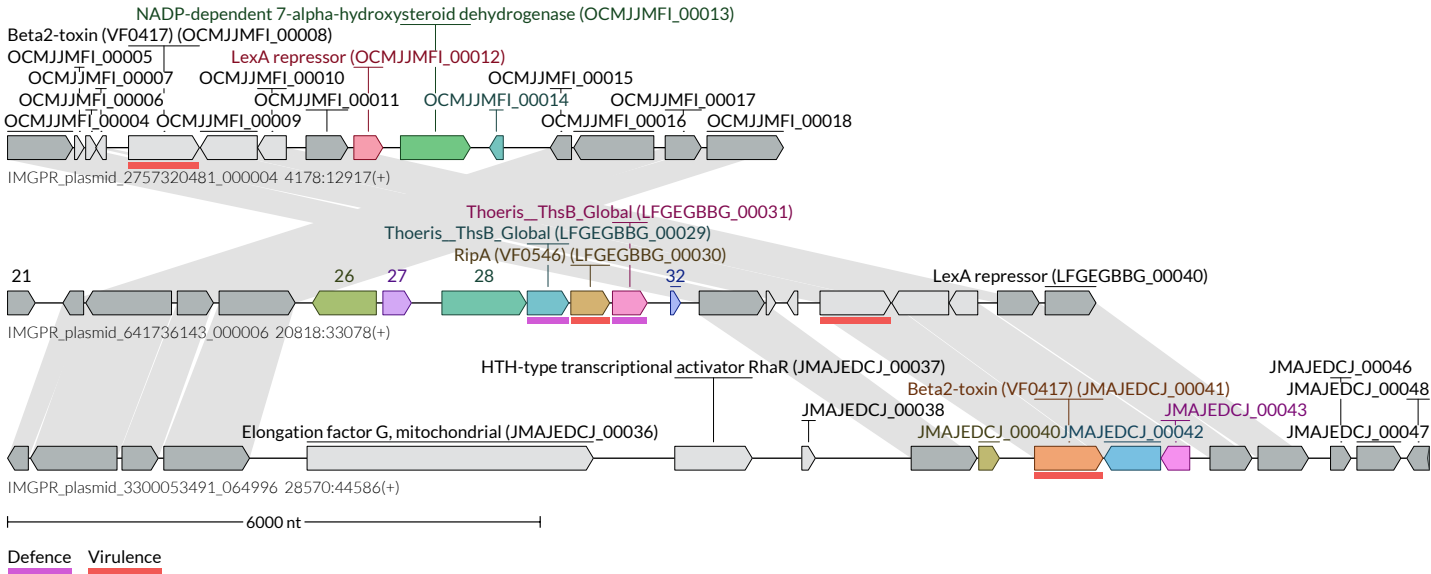 NADP-dependent 7-alpha-hydroxysteroid dehydrogenase (OCMJJMFI_00013)
Beta2-toxin (VF0417) (OCMJJMFI_00008)
OCMJJMFI_00005 LexA repressor (OCMJJMFI_00012)
OCMJJMFI_00007 OCMJJMFI_00010 OCMJJMFI_00015
OCMJJMFI_00006 OCMJJMFI_00011 OCMJJMFI_00014 OCMJJMFI_00017
OCMJJMFI_00004 OCMJJMFI_00009 OCMJJMFI_00016 OCMJJMFI_00018
IMGPR_plasmid_2757320481_000004 4178:12917(+)
Thoeris__ThsB_Global (LFGEGBBG_00031)
Thoeris__ThsB_Global (LFGEGBBG_00029)
RipA (VF0546) (LFGEGBBG_00030)
21 26 27 28 32 LexA repressor (LFGEGBBG_00040)
IMGPR_plasmid_641736143_000006 20818:33078(+)
HTH-type transcriptional activator RhaR (JMAJEDCJ_00037) JMAJEDCJ_00046
Beta2-toxin (VF0417) (JMAJEDCJ_00041) JMAJEDCJ_00048
JMAJEDCJ_00038 JMAJEDCJ_00043
Elongation factor G, mitochondrial (JMAJEDCJ_00036) JMAJEDCJ_00040 JMAJEDCJ_00042 JMAJEDCJ_00047
IMGPR_plasmid_3300053491_064996 28570:44586(+)
6000 nt
Defence Virulence